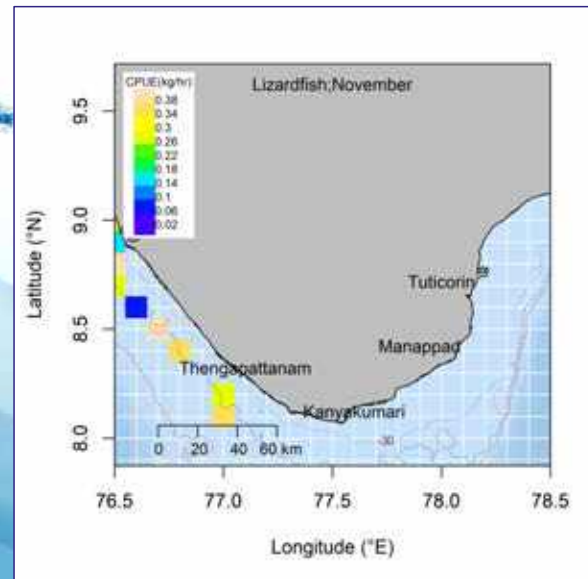 Lizardfish;November
CPUE(kg/hr)
0.38
0.34
0.3
0.26
0.22
0.18
0.14
0.1
0.06
0.02
9.5
9.0
8.5
8.0
Latitude (°N)
Tuticorin
Manappad
Thengapattanam
Kanyakumari
-30
0 20 40 60 km
76.5 77.0 77.5 78.0 78.5
Longitude (°E)